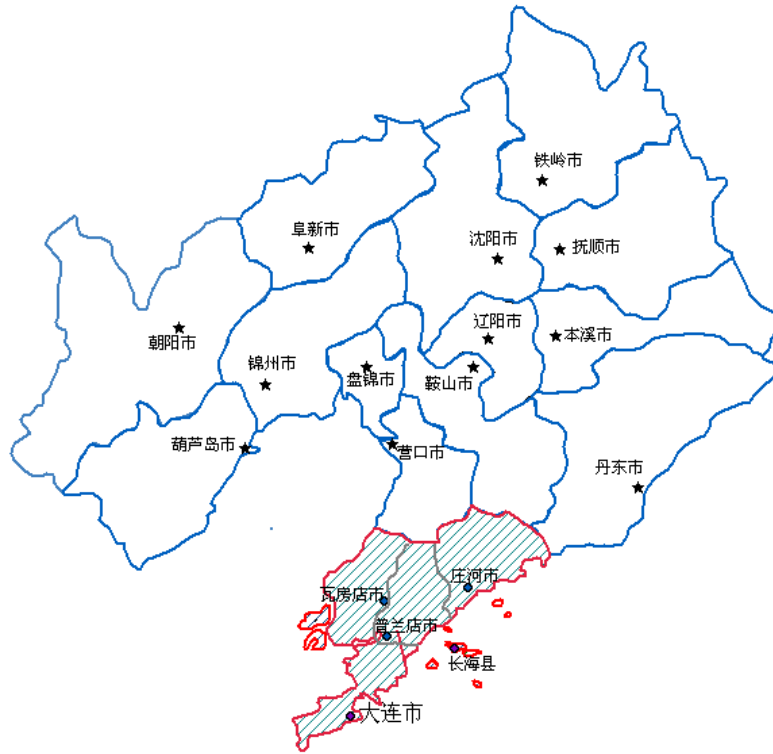 铁岭市
阜新市
沈阳市
抚顺市
朝阳市
辽阳市
本溪市
锦州市
盘锦市
鞍山市
葫芦岛市
营口市
丹东市
庄河市
瓦房店市
普兰店市
长海县
大连市